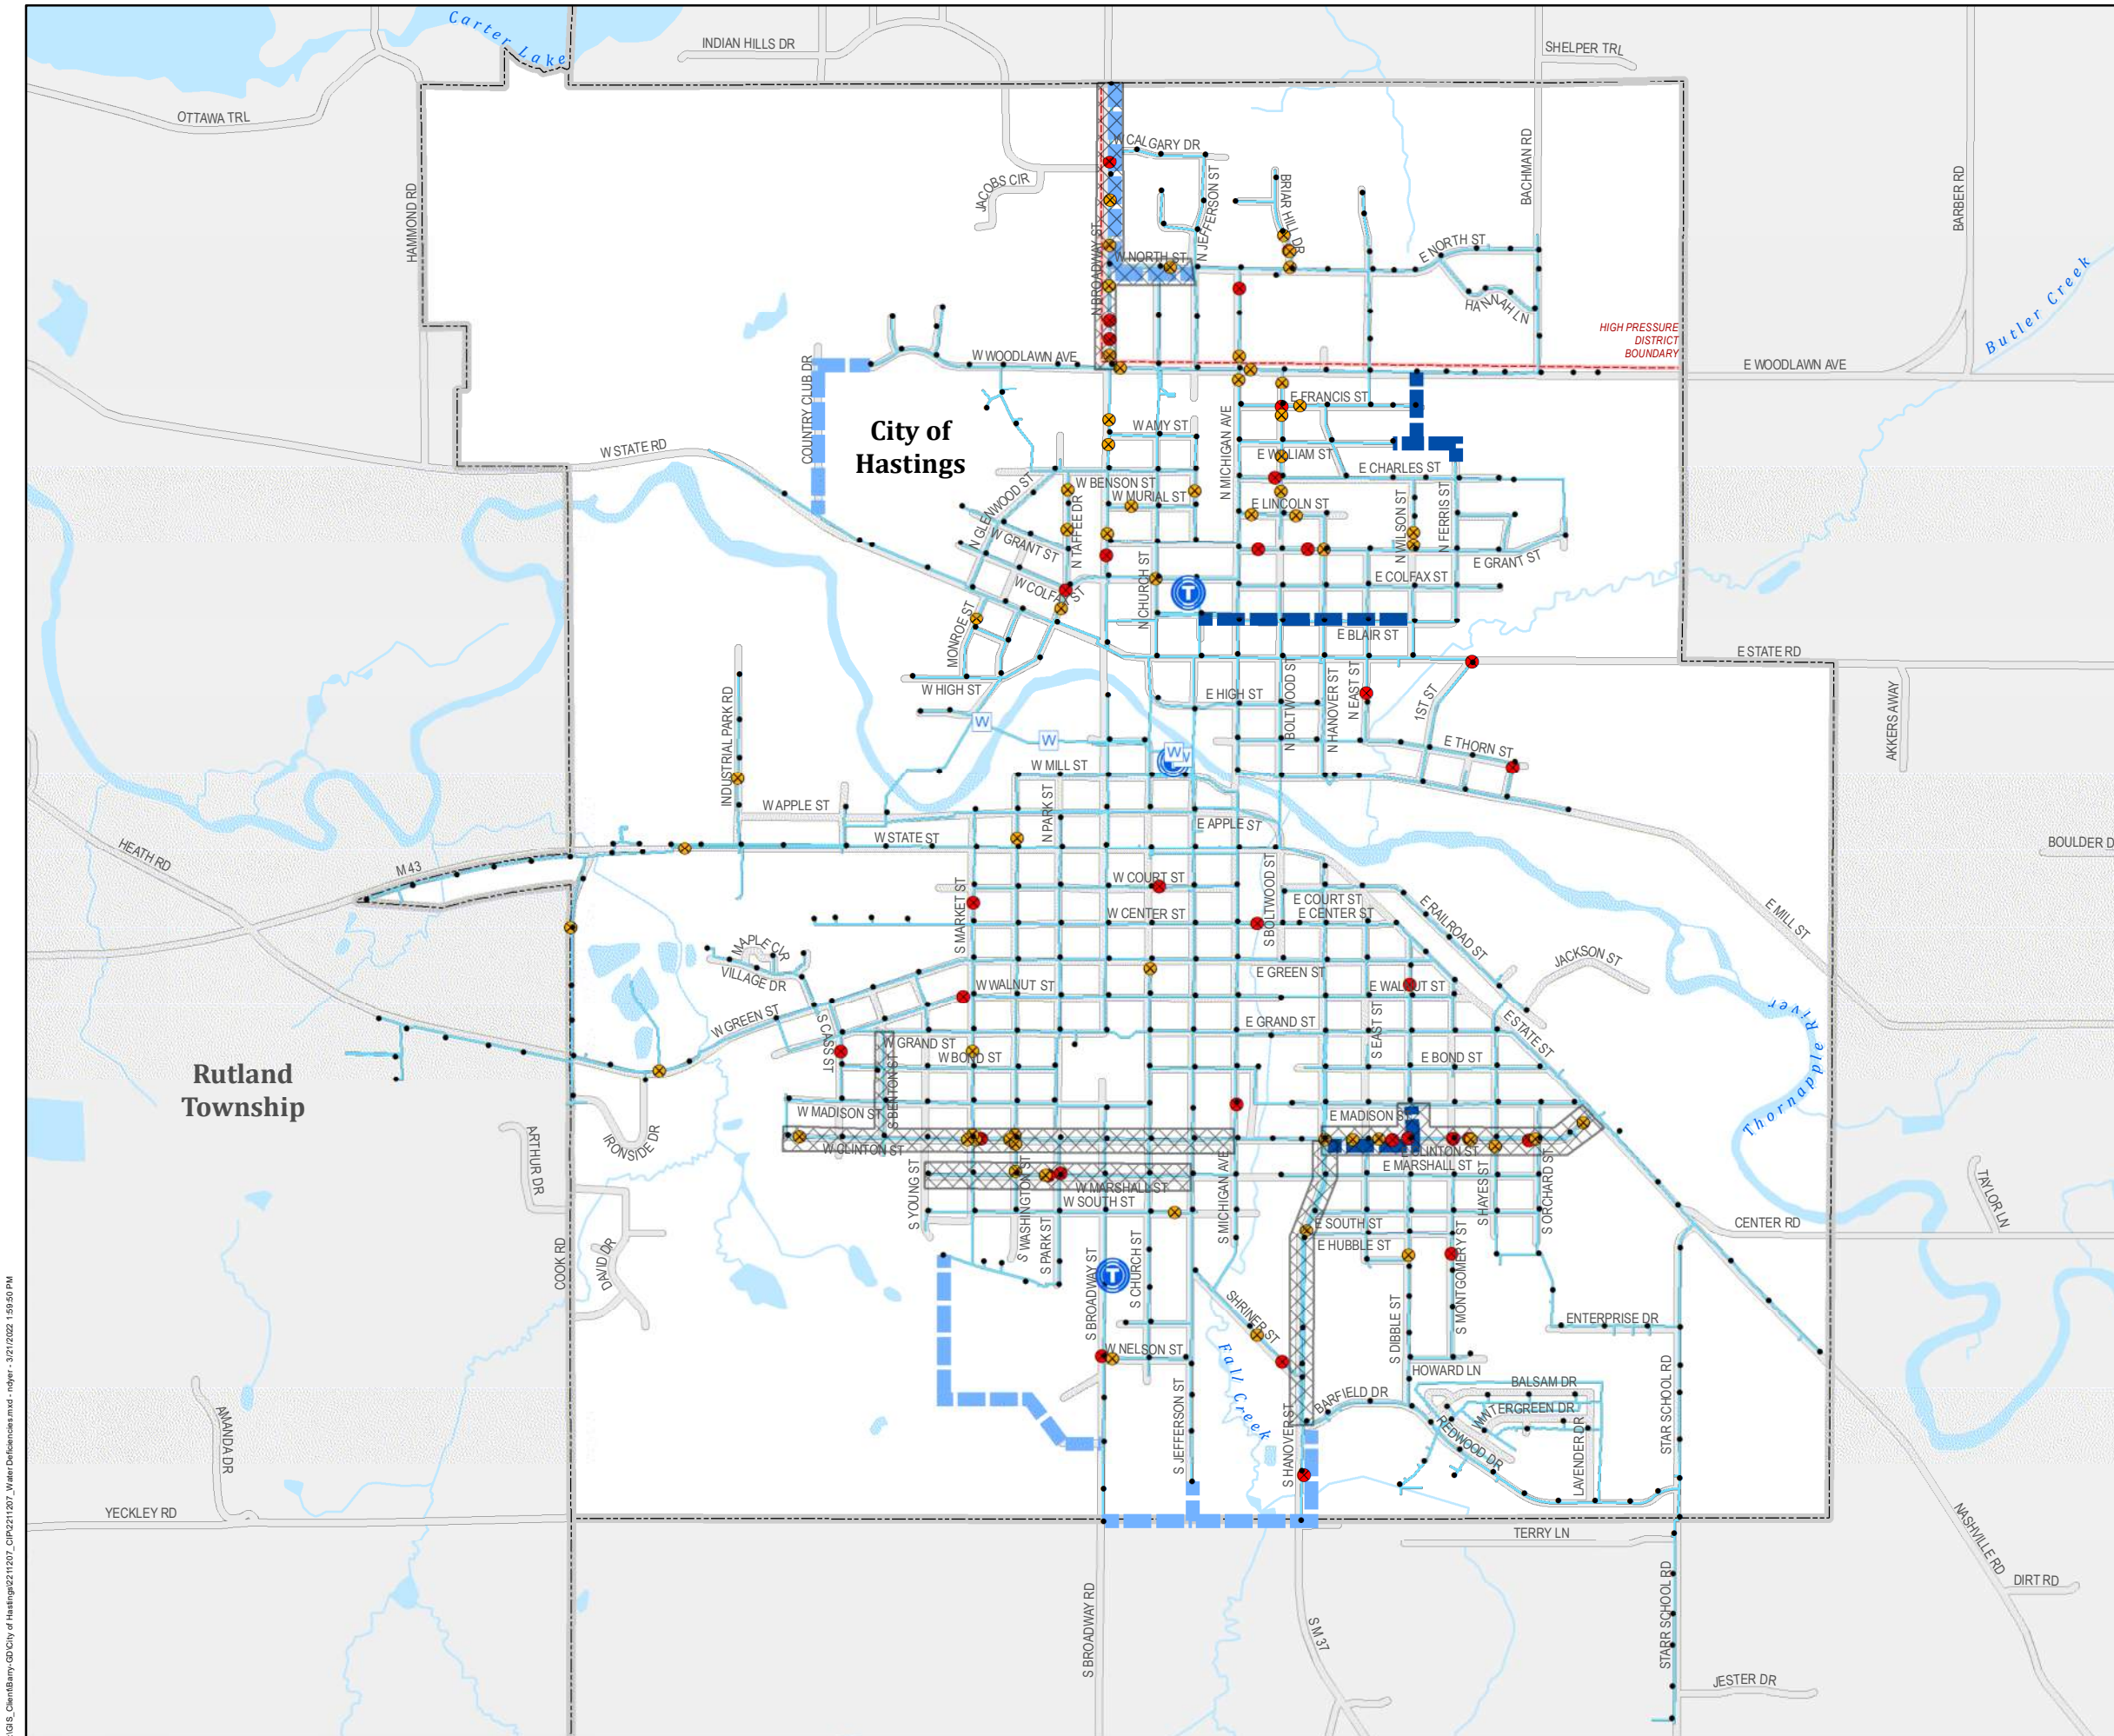 Carter Lake
INDIAN HILLS DR
SHELPER TRL
OTTAWA TRL
W CALGARY DR
HAMMOND RD
JACOBS CIR
N JEFFERSON ST
BRIAR HILL DR
BACHMAN RD
BARBER RD
N BROADWAY ST
W NORTH ST
E NORTH ST
HANNAH LN
Butler Creek
HIGH PRESSURE
DISTRICT
BOUNDARY
W WOODLAWN AVE
E WOODLAWN AVE
COUNTRY CLUB DR
City of
Hastings
E FRANCIS ST
W AMY ST
N MICHIGAN AVE
W STATE RD
E WILLIAM ST
E CHARLES ST
W BENSON ST
W MURIAL ST
N GLENWOOD ST
N TAFFEE DR
E LINCOLN ST
N WILSON ST
N FERRIS ST
W GRANT ST
E GRANT ST
W COLFAX ST
N CHURCH ST
E COLFAX ST
T
MONROE ST
E BLAIR ST
E STATE RD
W HIGH ST
E HIGH ST
N BOLTWOOD ST
N HANOVER ST
N EAST ST
1ST ST
AKKERS AWAY
INDUSTRIAL PARK RD
W
W
W
W
E THORN ST
W MILL ST
W APPLE ST
N PARK ST
E APPLE ST
W STATE ST
HEATH RD
M 43
BOULDER D
W COURT ST
S MARKET ST
W CENTER ST
S BOLTWOOD ST
E COURT ST
E CENTER ST
E RAILROAD ST
E MILL ST
MAPLE CIR
VILLAGE DR
E GREEN ST
JACKSON ST
W WALNUT ST
E WALNUT ST
W GREEN ST
S CASS ST
E GRAND ST
S EAST ST
E STATE ST
Thornapple River
W GRAND ST
W BOND ST
E BOND ST
S BENTON ST
Rutland
Township
W MADISON ST
E MADISON ST
ARTHUR DR
IRONSIDE DR
W CLINTON ST
E CLINTON ST
E MARSHALL ST
W MARSHALL ST
S YOUNG ST
S WASHINGTON ST
S PARK ST
W SOUTH ST
S MICHIGAN AVE
E SOUTH ST
E HUBBLE ST
S HAYES ST
S ORCHARD ST
TAYLOR LN
CENTER RD
COOK RD
DAVID DR
S BROADWAY ST
S CHURCH ST
T
S MONTGOMERY ST
SHRINER ST
S DIBBLE ST
ENTERPRISE DR
W NELSON ST
Fall Creek
HOWARD LN
STAR SCHOOL RD
BALSAM DR
BARFIELD DR
WINTERGREEN DR
AMANDA DR
S JEFFERSON ST
S HANOVER ST
REDWOOD DR
LAVENDER DR
YECKLEY RD
TERRY LN
NASHVILLE RD
DIRT RD
S BROADWAY RD
S M 37
STARR SCHOOL RD
JESTER DR